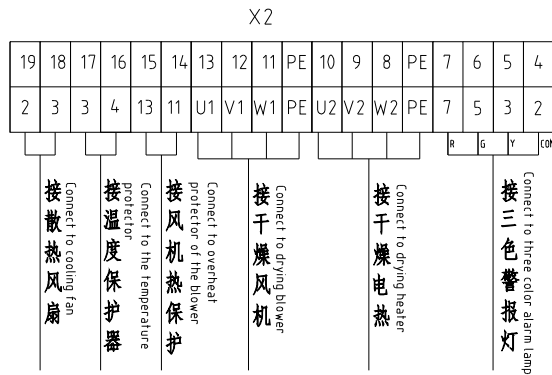 X2
19 18 17 16 15 14 13 12 11 PE 10 9 8 PE 7 6 5 4
2 3 3 4 13 11 U1 V1 W1 PE U2 V2 W2 PE 7 5 3 2
R G Y COM
接散热风扇
Connect to cooling fan
接温度保护器
Connect to the temperature
protector
接风机热保护
Connect to overheat
protector of the blower
接干燥风机
Connect to drying blower
接干燥电热
Connect to drying heater
接三色警报灯
Connect to three color alarm lamp